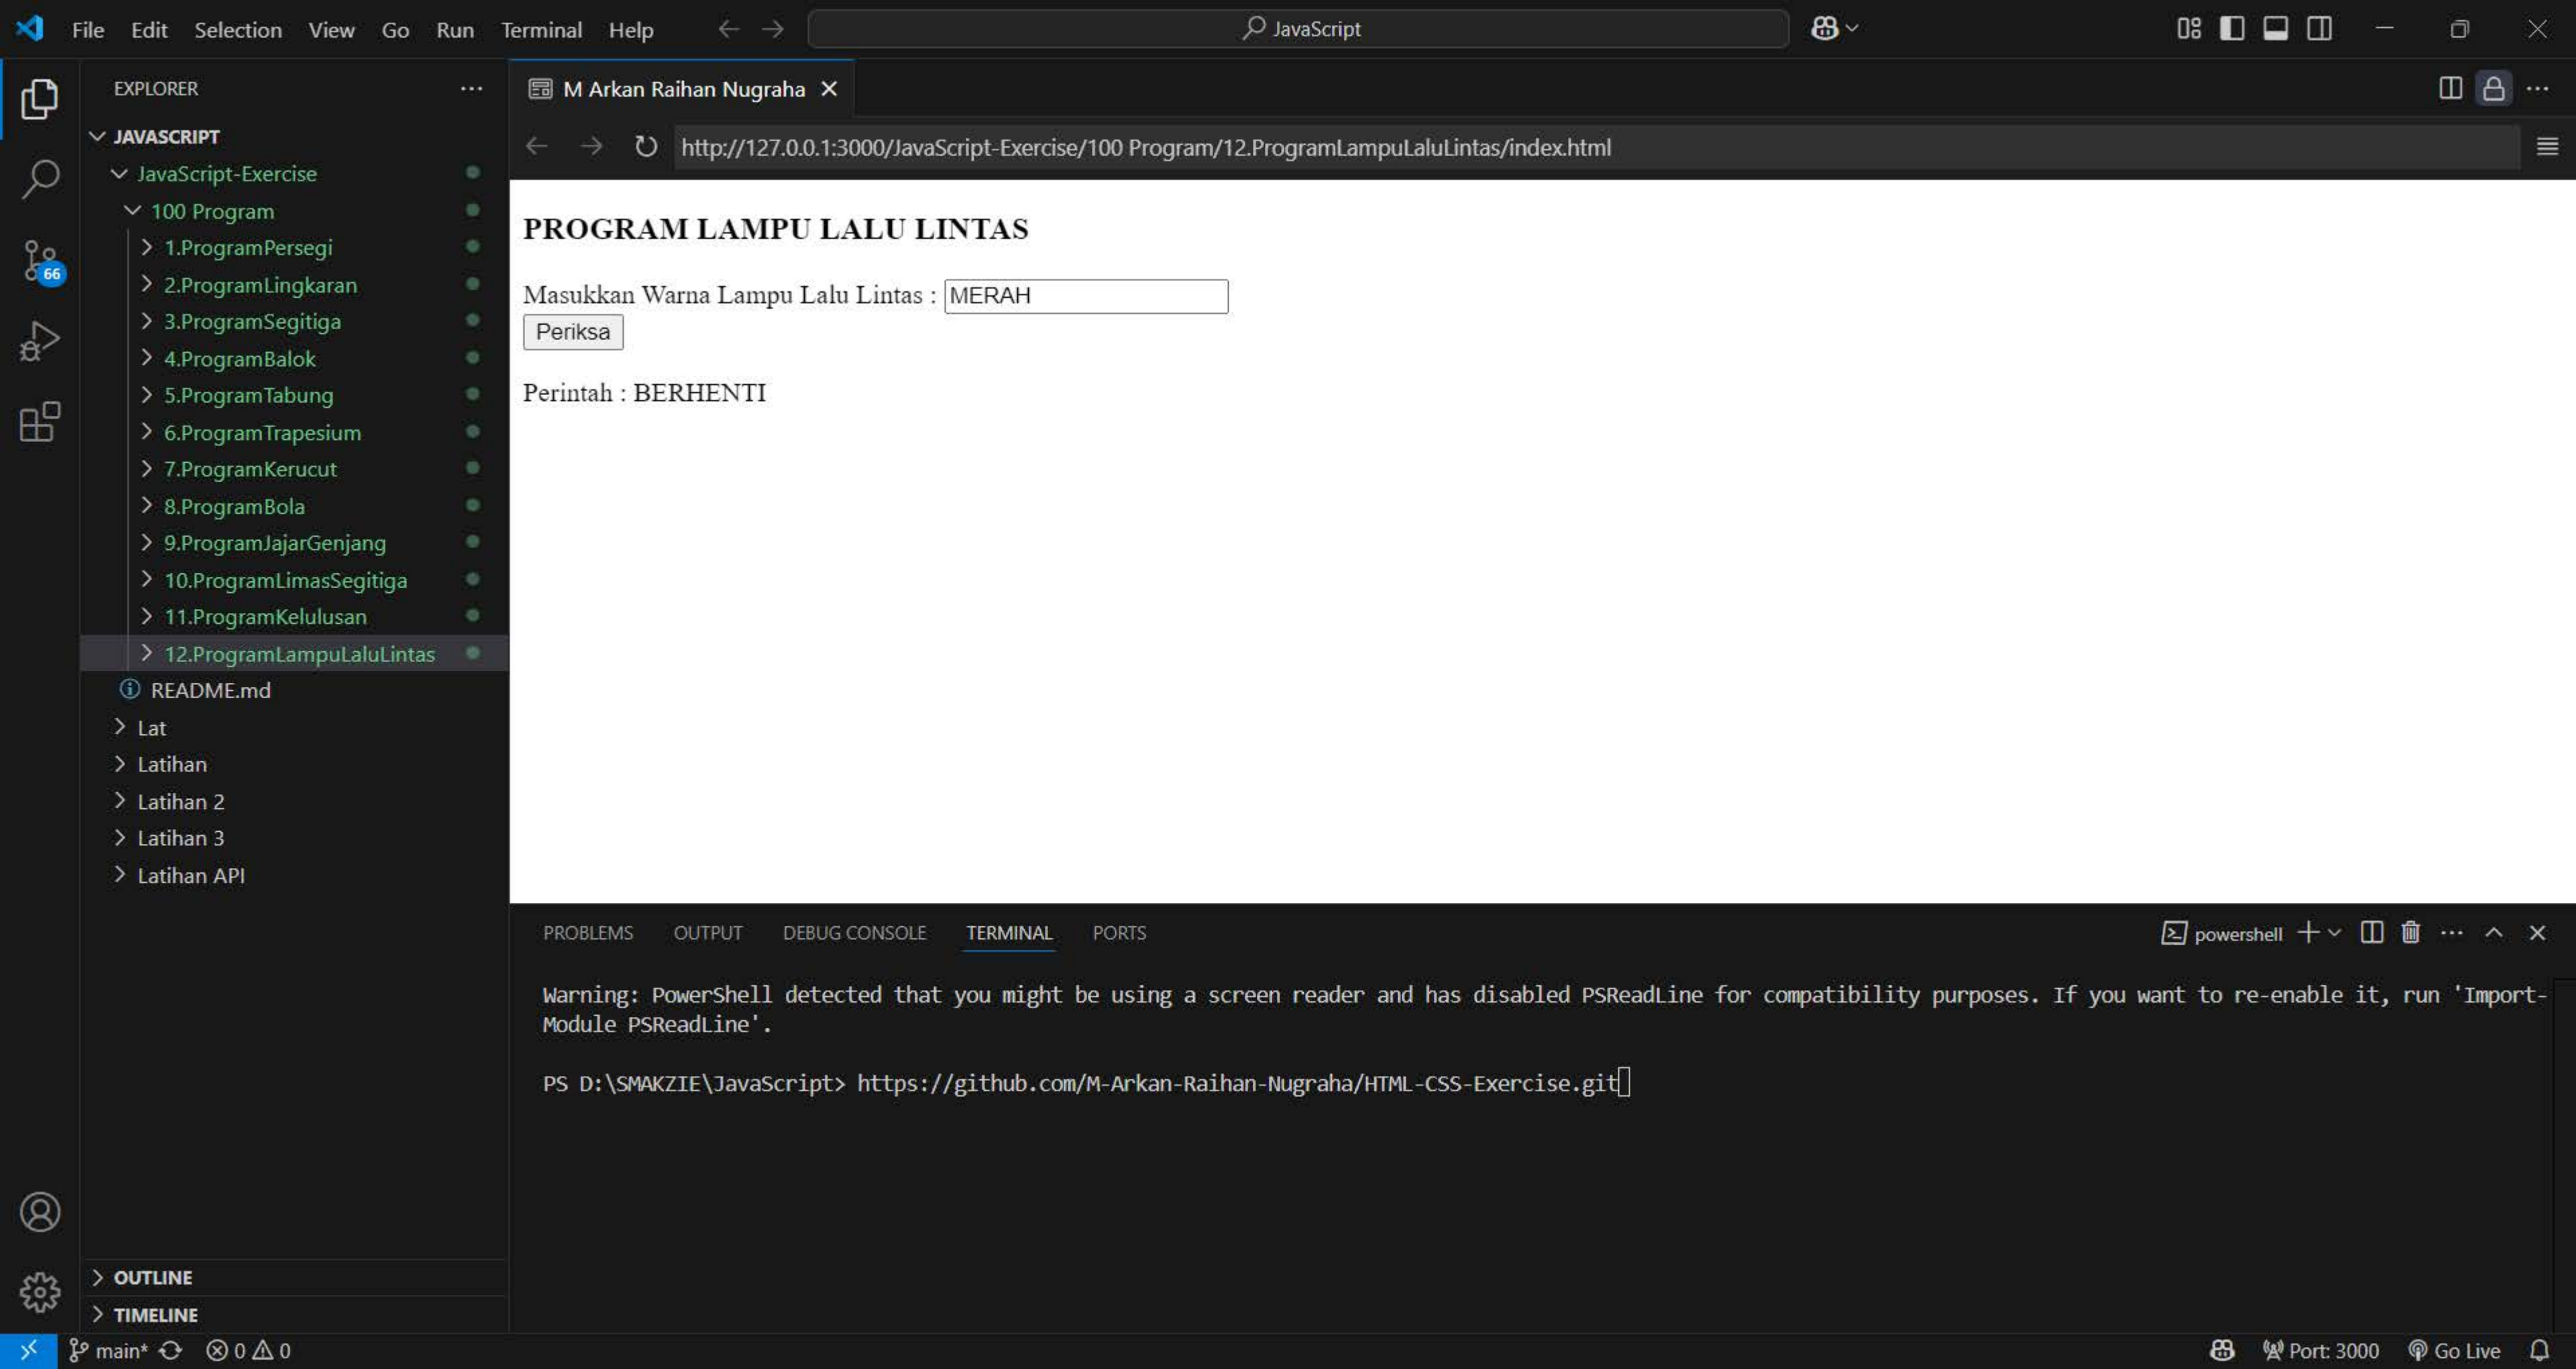 File Edit Selection View Go Run Terminal Help
JavaScript
EXPLORER
JAVASCRIPT
JavaScript-Exercise
100 Program
1.ProgramPersegi
2.ProgramLingkaran
3.ProgramSegitiga
4.ProgramBalok
5.ProgramTabung
6.ProgramTrapesium
7.ProgramKerucut
8.ProgramBola
9.ProgramJajarGenjang
10.ProgramLimasSegitiga
11.ProgramKelulusan
12.ProgramLampuLaluLintas
README.md
Lat
Latihan
Latihan 2
Latihan 3
Latihan API
OUTLINE
TIMELINE
66
M Arkan Raihan Nugraha
http://127.0.0.1:3000/JavaScript-Exercise/100 Program/12.ProgramLampuLaluLintas/index.html
PROGRAM LAMPU LALU LINTAS
Masukkan Warna Lampu Lalu Lintas : MERAH
Periksa
Perintah : BERHENTI
PROBLEMS OUTPUT DEBUG CONSOLE TERMINAL PORTS
powershell
Warning: PowerShell detected that you might be using a screen reader and has disabled PSReadLine for compatibility purposes. If you want to re-enable it, run 'Import-
Module PSReadLine'.
PS D:\SMAKZIE\JavaScript> https://github.com/M-Arkan-Raihan-Nugraha/HTML-CSS-Exercise.git
main* 0 0
Port: 3000 Go Live